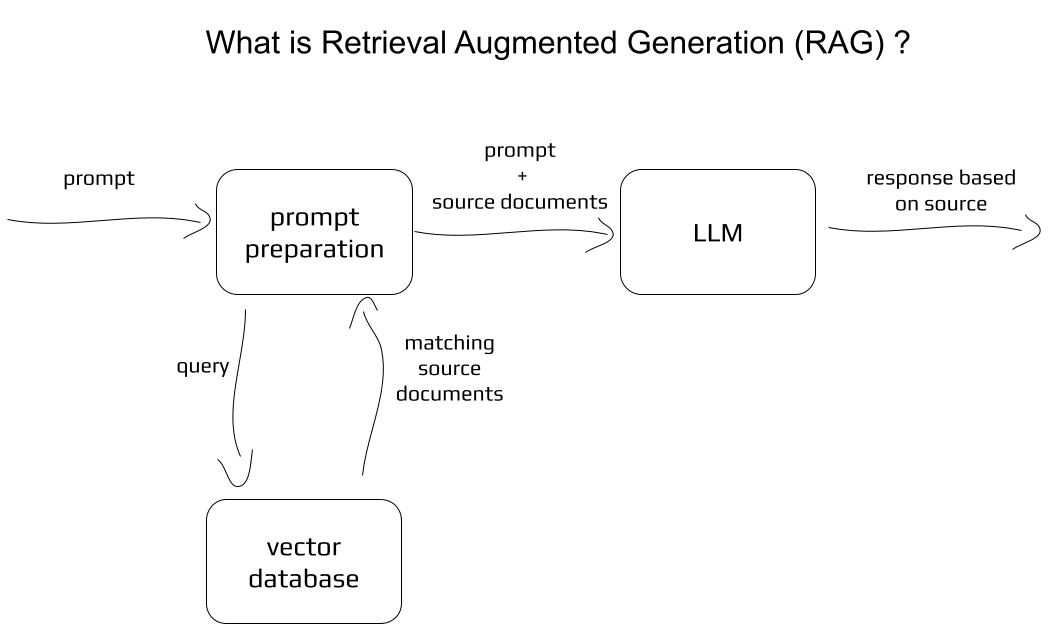 What is Retrieval Augmented Generation (RAG) ?
prompt
prompt
preparation
prompt
+
source documents
LLM
response based
on source
query
matching
source
documents
vector
database